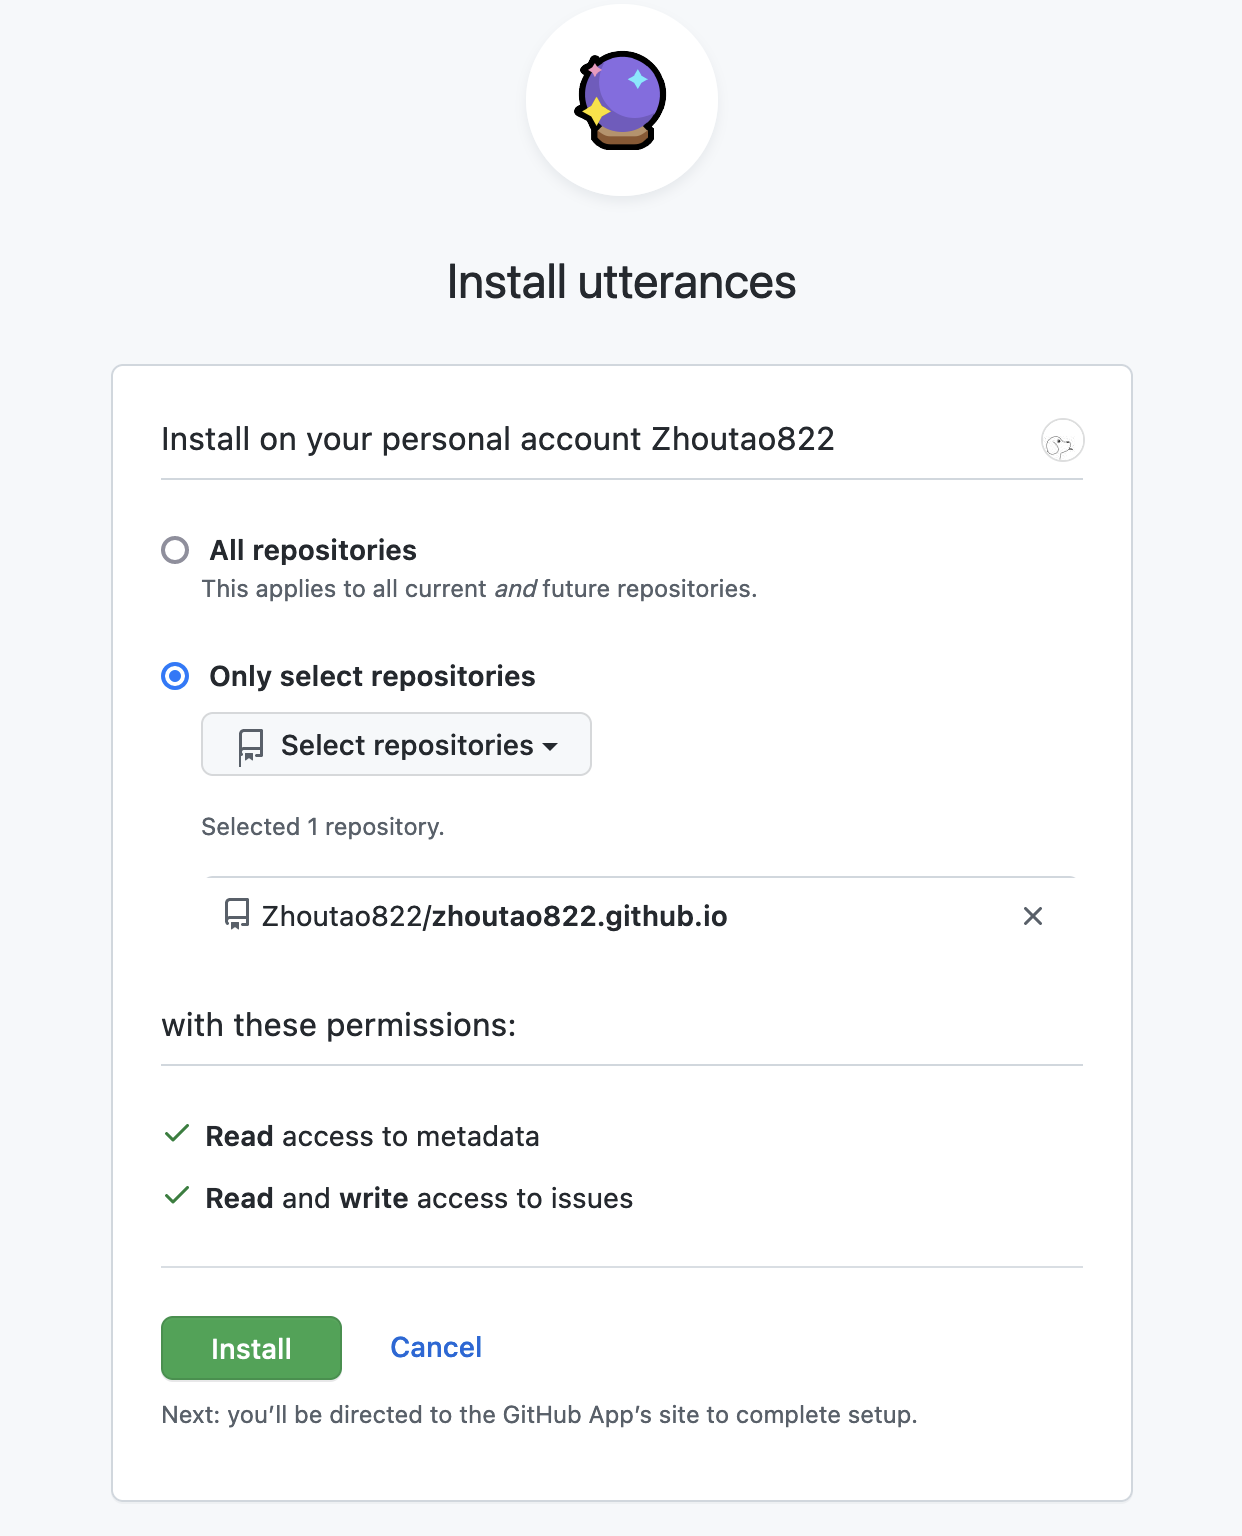 Install utterances
Install on your personal account Zhoutao822
All repositories
This applies to all current and future repositories.
Only select repositories
Select repositories
Selected 1 repository.
Zhoutao822/zhoutao822.github.io
with these permissions:
Read access to metadata
Read and write access to issues
Install Cancel
Next: you’ll be directed to the GitHub App’s site to complete setup.